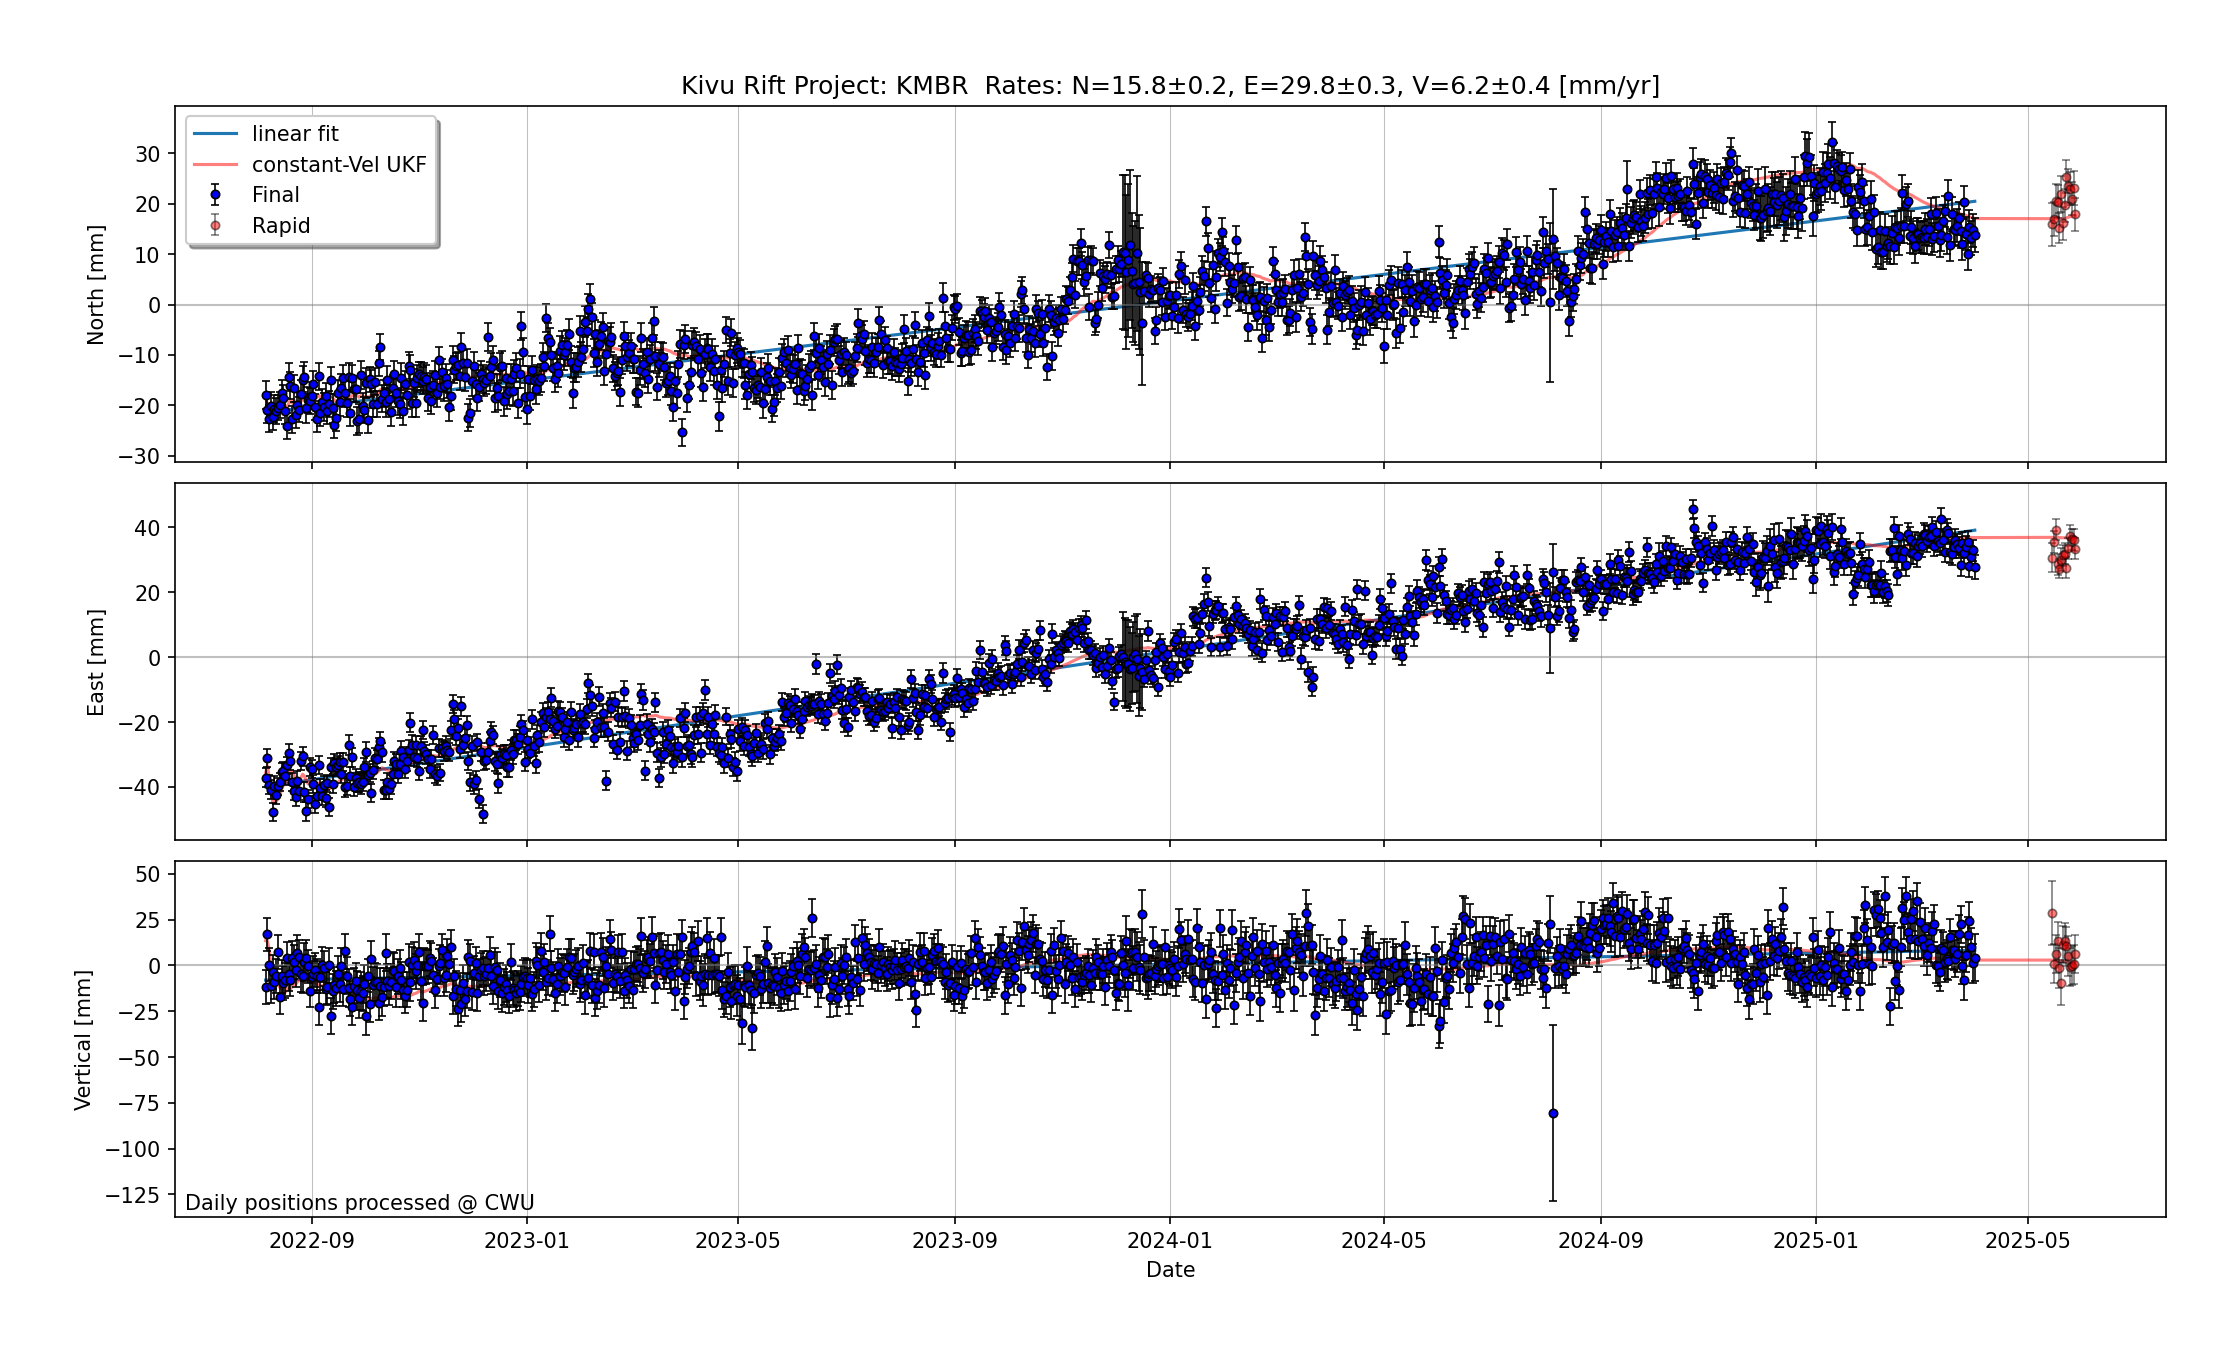 Kivu Rift Project: KMBR  Rates: N=15.8±0.2, E=29.8±0.3, V=6.2±0.4 [mm/yr]
linear fit
constant-Vel UKF
Final
Rapid
North [mm]
30
20
10
0
−10
−20
−30
East [mm]
40
20
0
−20
−40
Vertical [mm]
50
25
0
−25
−50
−75
−100
−125
Daily positions processed @ CWU
2022-09 2023-01 2023-05 2023-09 2024-01 2024-05 2024-09 2025-01 2025-05
Date